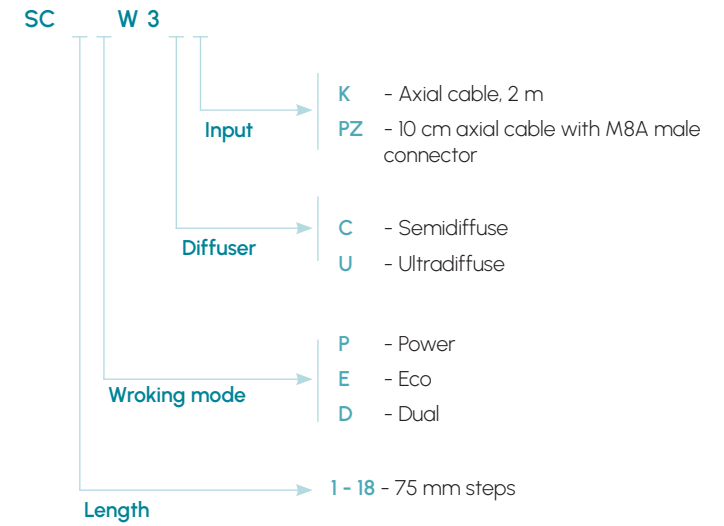 SC W 3
K - Axial cable, 2 m
Input
PZ - 10 cm axial cable with M8A male
connector
C - Semidiffuse
Diffuser
U - Ultradiffuse
P - Power
E - Eco
Wroking mode
D - Dual
1 - 18 - 75 mm steps
Length